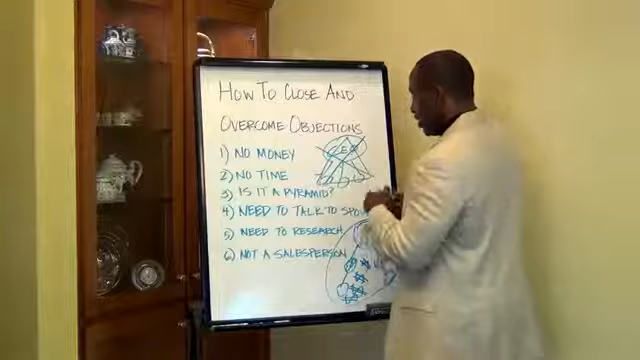 HOW TO CLOSE AND
OVERCOME OBJECTIONS
1) NO MONEY
2) NO TIME
3) IS IT A PYRAMID?
4) NEED TO TALK TO
5) NEED TO RESEARCH
6) NOT A SALESPERSON
CEO